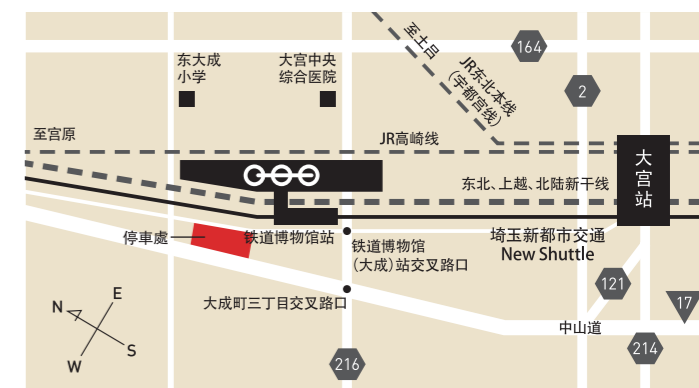 至土呂
164
JR东北本线
(宇都宫线)
东大成
小学
大宫中央
综合医院
2
至宫原
JR高崎线
大
宫
站
东北、上越、北陆新干线
停車處
铁道博物馆站
铁道博物馆
(大成)站交叉路口
埼玉新都市交通
New Shuttle
大成町三丁目交叉路口
121
17
中山道
214
216
N
E
W
S